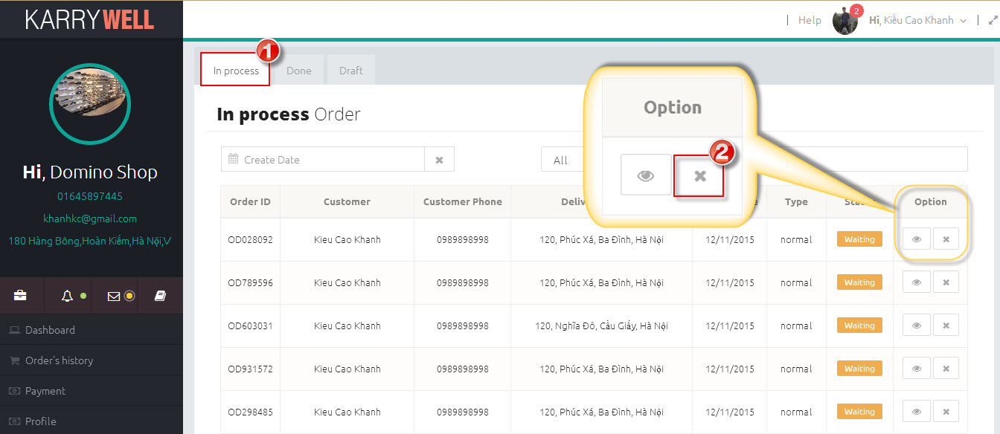 KARRYWELL
Help
2
Hi, Kiều Cao Khanh
Hi, Domino Shop
01645897445
khanhkc@gmail.com
180 Hàng Bông,Hoàn Kiếm,Hà Nội,V
Dashboard
Order's history
Payment
Profile
In process
1
Done
Draft
In process Order
Create Date
All
Option
2
Order ID Customer Customer Phone Type Option
OD028092 Kieu Cao Khanh 0989898998 120, Phúc Xá, Ba Đình, Hà Nội 12/11/2015 normal Waiting
OD789596 Kieu Cao Khanh 0989898998 120, Phúc Xá, Ba Đình, Hà Nội 12/11/2015 normal Waiting
OD603031 Kieu Cao Khanh 0989898998 120, Nghĩa Đô, Cầu Giấy, Hà Nội 12/11/2015 normal Waiting
OD931572 Kieu Cao Khanh 0989898998 120, Phúc Xá, Ba Đình, Hà Nội 12/11/2015 normal Waiting
OD298485 Kieu Cao Khanh 0989898998 120, Phúc Xá, Ba Đình, Hà Nội 12/11/2015 normal Waiting